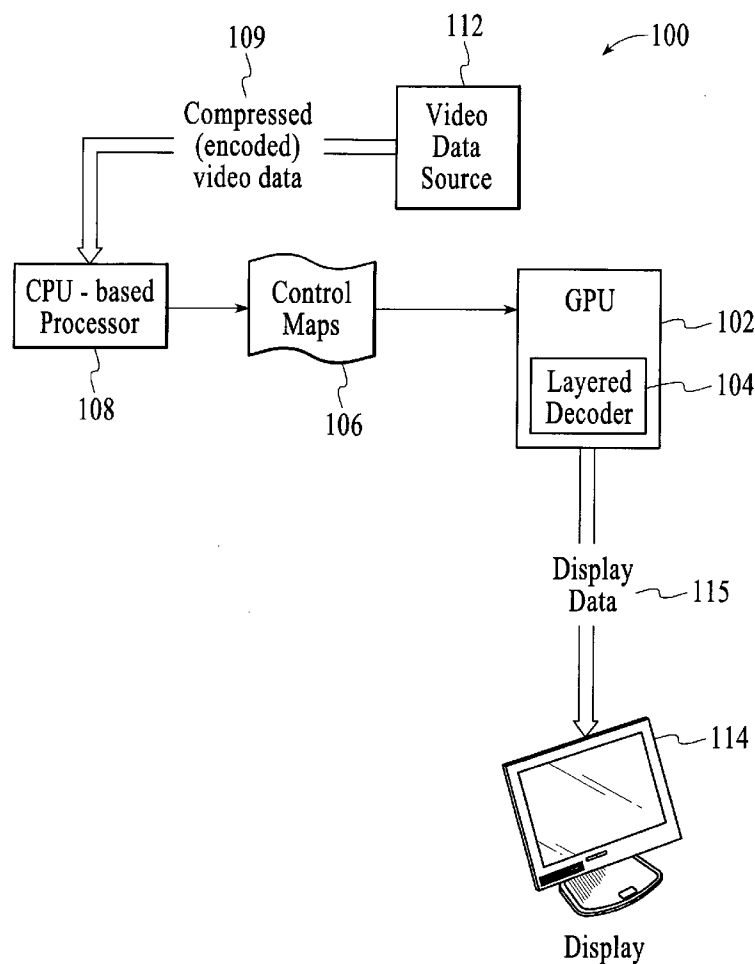 100
109
112
Compressed
(encoded)
video data
Video
Data
Source
CPU - based
Processor
Control
Maps
GPU
102
Layered
Decoder
104
108
106
Display
Data
115
114
Display